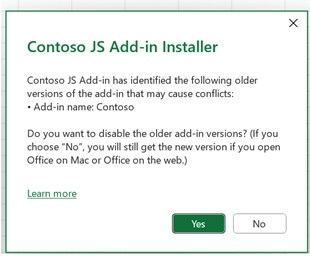 Contoso JS Add-in Installer
Contoso JS Add-in has identified the following older
versions of the add-in that may cause conflicts:
• Add-in name: Contoso
Do you want to disable the older add-in versions? (If you
choose “No”, you will still get the new version if you open
Office on Mac or Office on the web.)
Learn more
Yes
No